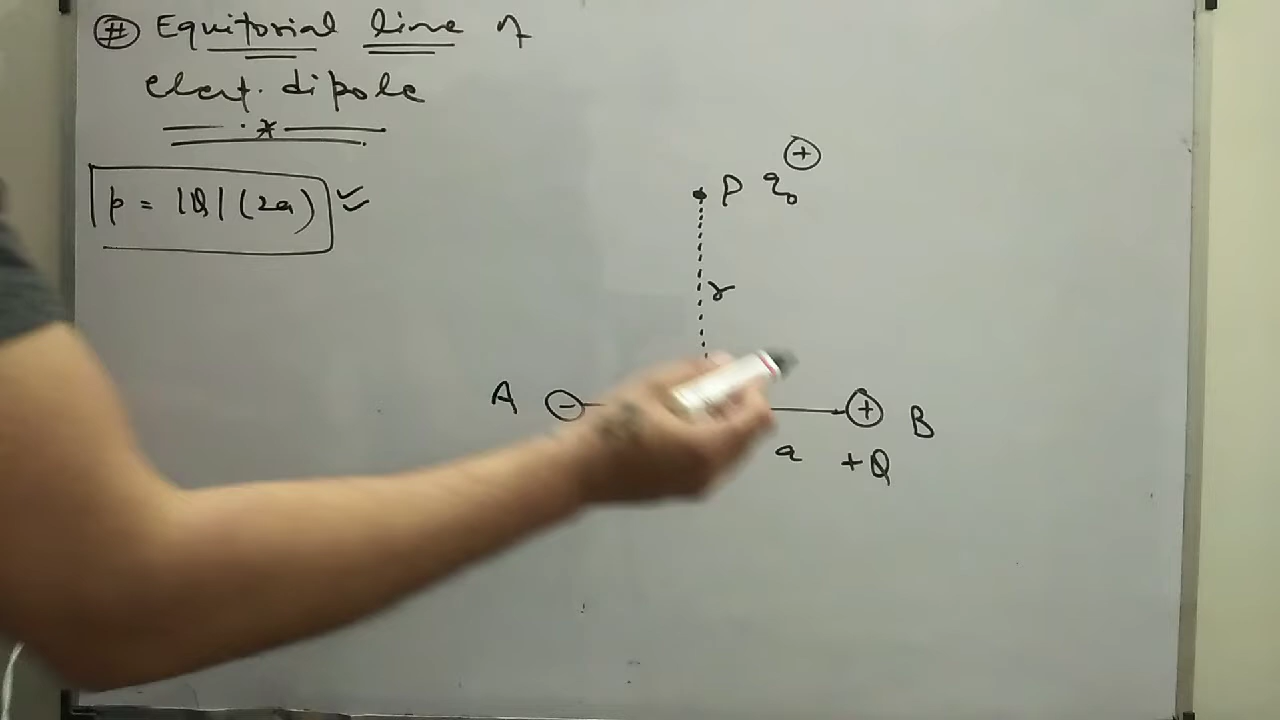 # Equitorial line of
elect. dipole
p = |Q| (2a)
+
P q₀
r
A - + B
a +Q